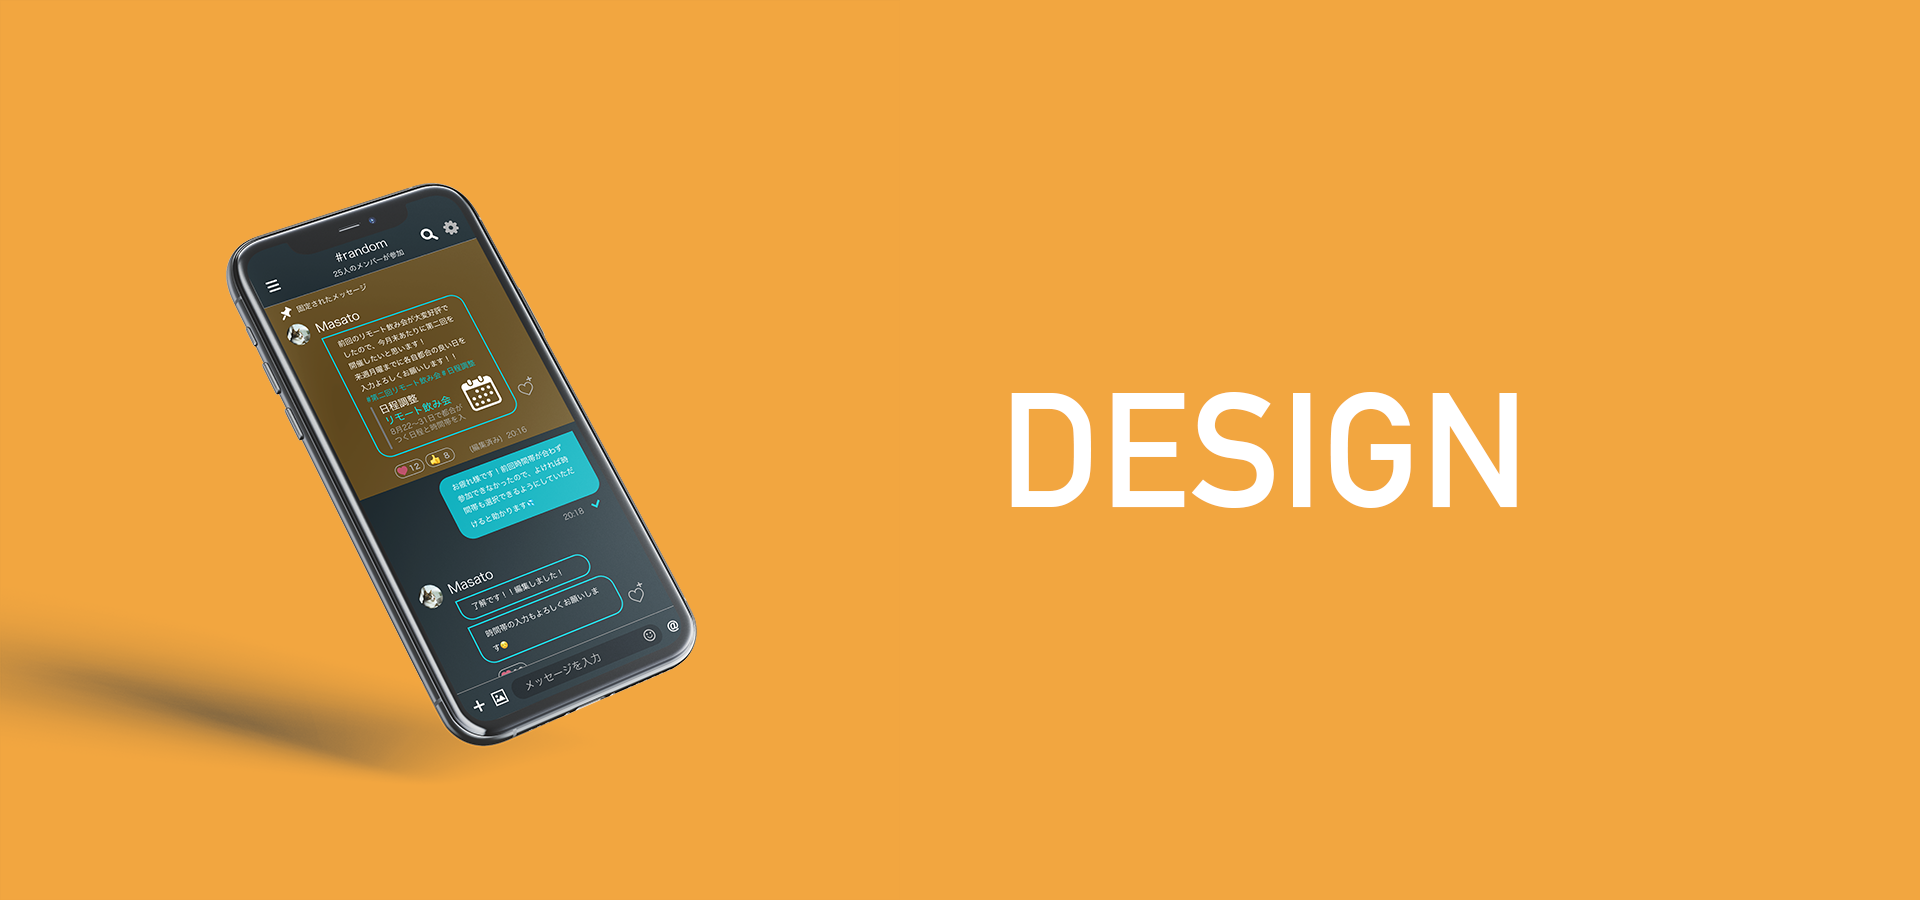 #random
25人のメンバーが参加
固定されたメッセージ
Masato
前回のリモート飲み会が大変好評で
したので、今月末あたりに第二回を
開催したいと思います!
来週月曜までに各自都合の良い日を
入力よろしくお願いします!!
#第二回リモート飲み会 # 日程調整
日程調整
リモート飲み会
8月22〜31日で都合が
つく日程と時間帯を入
12
8
(編集済み) 20:16
お疲れ様です!前回時間帯が合わず
参加できなかったので、よければ時
間帯も選択できるようにしていただ
けると助かります
20:18
Masato
了解です!!編集しました!
時間帯の入力もよろしくお願いしま
す
メッセージを入力
@
DESIGN